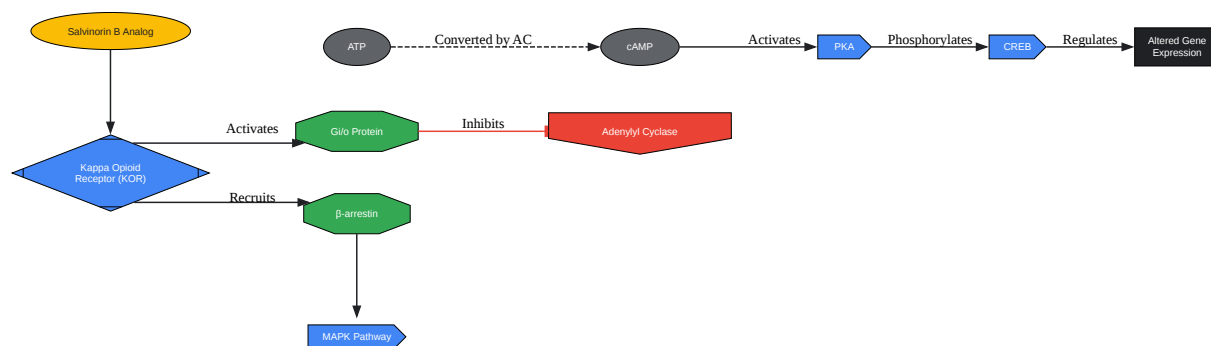 Salvinorin B Analog
ATP
Converted by AC
cAMP
Activates
PKA
Phosphorylates
CREB
Regulates
Altered Gene
Expression
Activates
Gi/o Protein
Inhibits
Adenylyl Cyclase
Kappa Opioid
Receptor (KOR)
Recruits
β-arrestin
MAPK Pathway